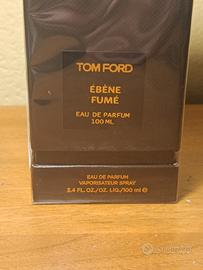 TOM FORD
ÉBÈNE
FUMÉ
EAU DE PARFUM
100 ML
EAU DE PARFUM
VAPORISATEUR SPRAY
3.4 FL.OZ./OZ. LIQ./100 ml ℮